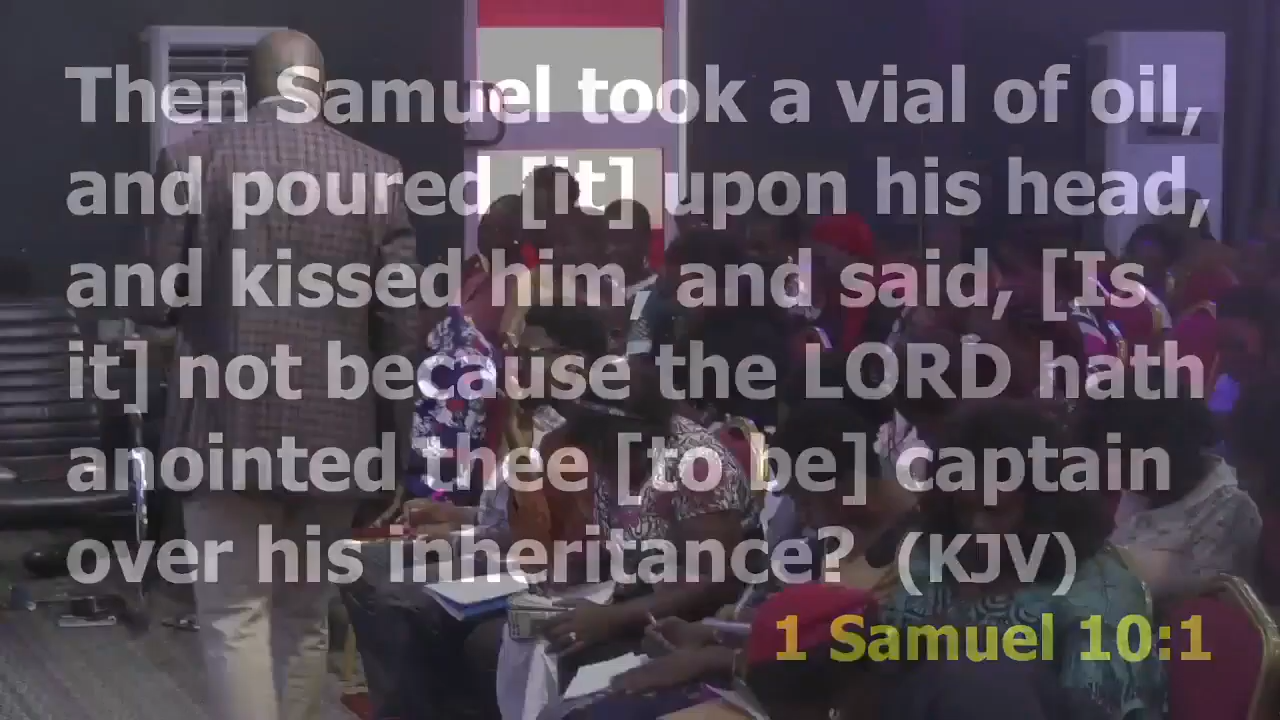 Then Samuel took a vial of oil,
and poured [it] upon his head,
and kissed him, and said, [Is
it] not because the LORD hath
anointed thee [to be] captain
over his inheritance? (KJV)
1 Samuel 10:1